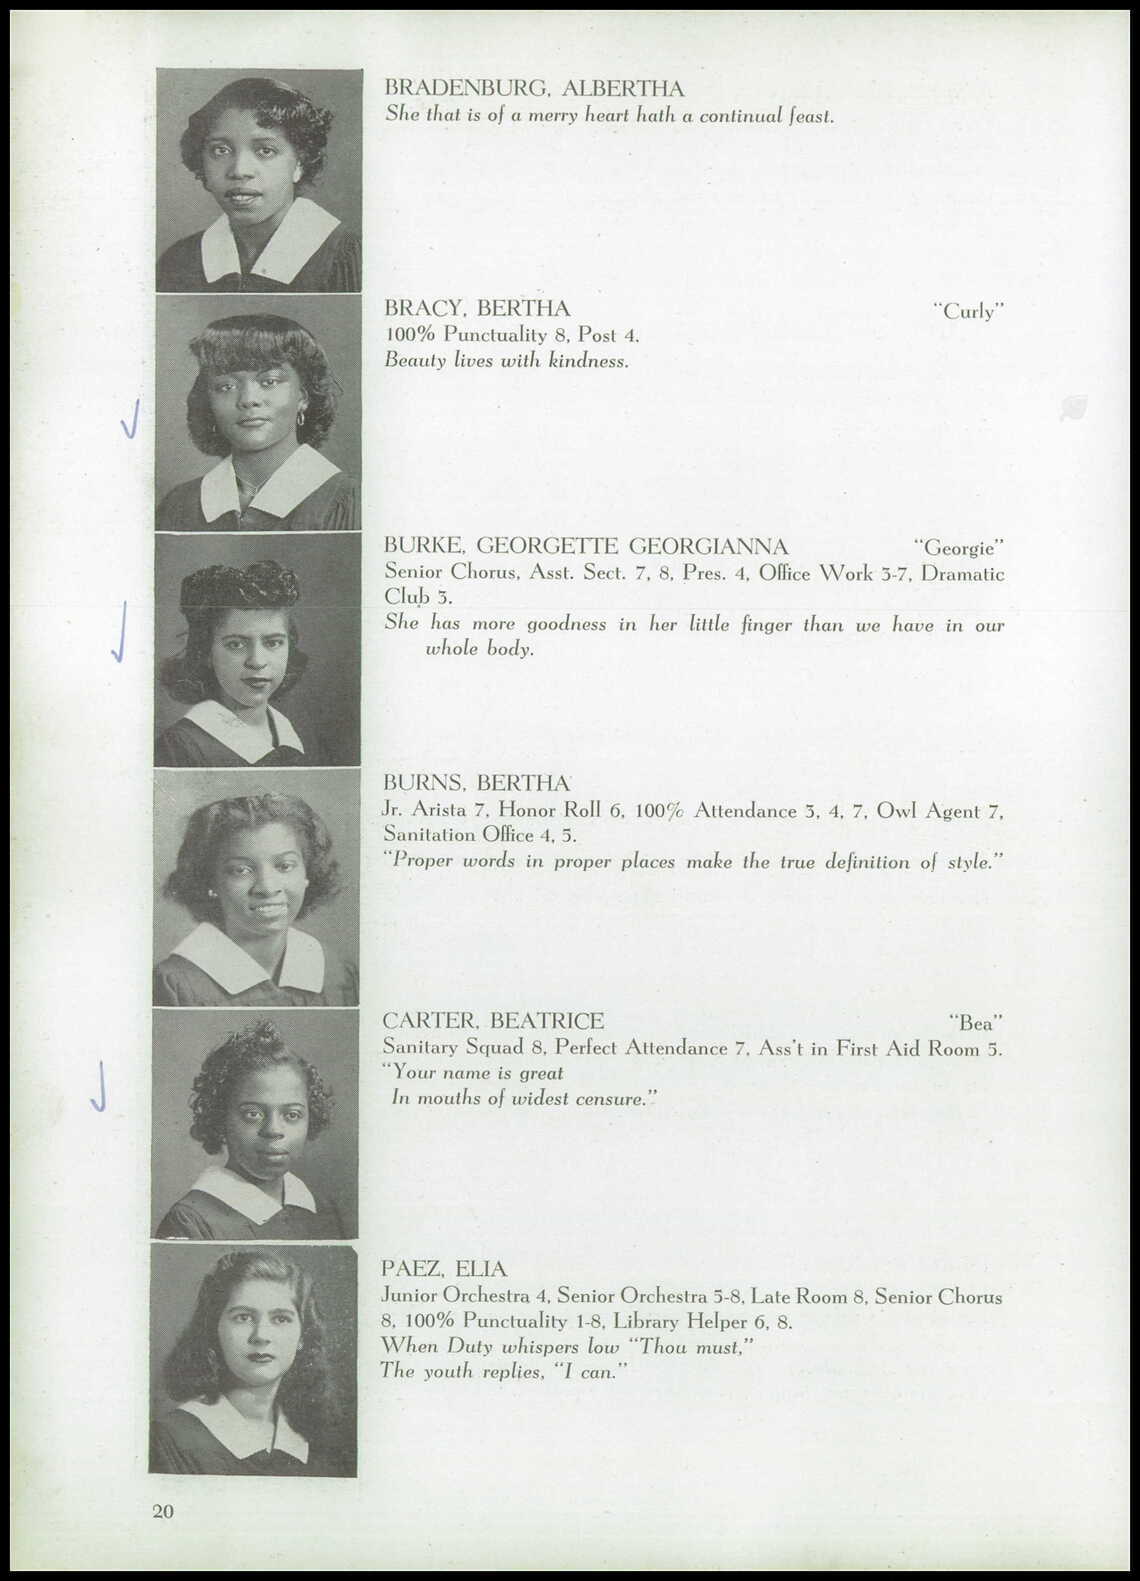 BRADENBURG, ALBERTHA
She that is of a merry heart hath a continual feast.
BRACY, BERTHA "Curly"
100% Punctuality 8, Post 4.
Beauty lives with kindness.
BURKE, GEORGETTE GEORGIANNA "Georgie"
Senior Chorus, Asst. Sect. 7, 8, Pres. 4, Office Work 3-7, Dramatic
Club 3.
She has more goodness in her little finger than we have in our
whole body.
BURNS, BERTHA
Jr. Arista 7, Honor Roll 6, 100% Attendance 3, 4, 7, Owl Agent 7,
Sanitation Office 4, 5.
"Proper words in proper places make the true definition of style."
CARTER, BEATRICE "Bea"
Sanitary Squad 8, Perfect Attendance 7, Ass't in First Aid Room 5.
"Your name is great
In mouths of widest censure."
PAEZ, ELIA
Junior Orchestra 4, Senior Orchestra 5-8, Late Room 8, Senior Chorus
8, 100% Punctuality 1-8, Library Helper 6, 8.
When Duty whispers low "Thou must,"
The youth replies, "I can."
20